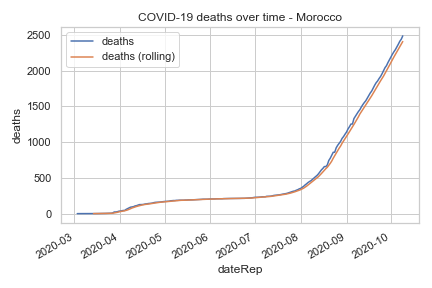 COVID-19 deaths over time - Morocco
deaths
deaths (rolling)
deaths
2500
2000
1500
1000
500
0
2020-03
2020-04
2020-05
2020-06
2020-07
2020-08
2020-09
2020-10
dateRep